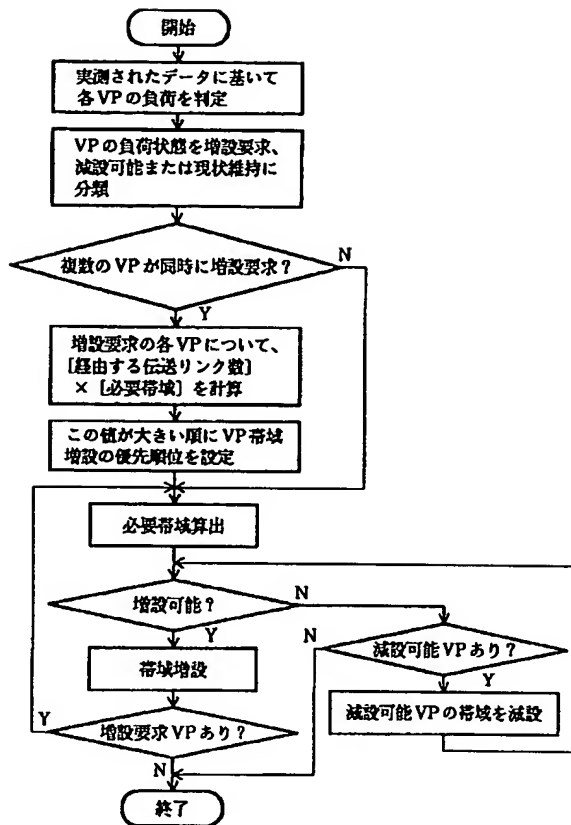 開始
実測されたデータに基いて
各VPの負荷を判定
VPの負荷状態を増設要求、
減設可能または現状維持に
分類
複数のVPが同時に増設要求？
N
Y
増設要求の各VPについて、
[経由する伝送リンク数]
× [必要帯域] を計算
この値が大きい順にVP帯域
増設の優先順位を設定
必要帯域算出
増設可能？
N
Y
帯域増設
減設可能VPあり？
N
Y
減設可能VPの帯域を減設
増設要求VPあり？
Y
N
終了